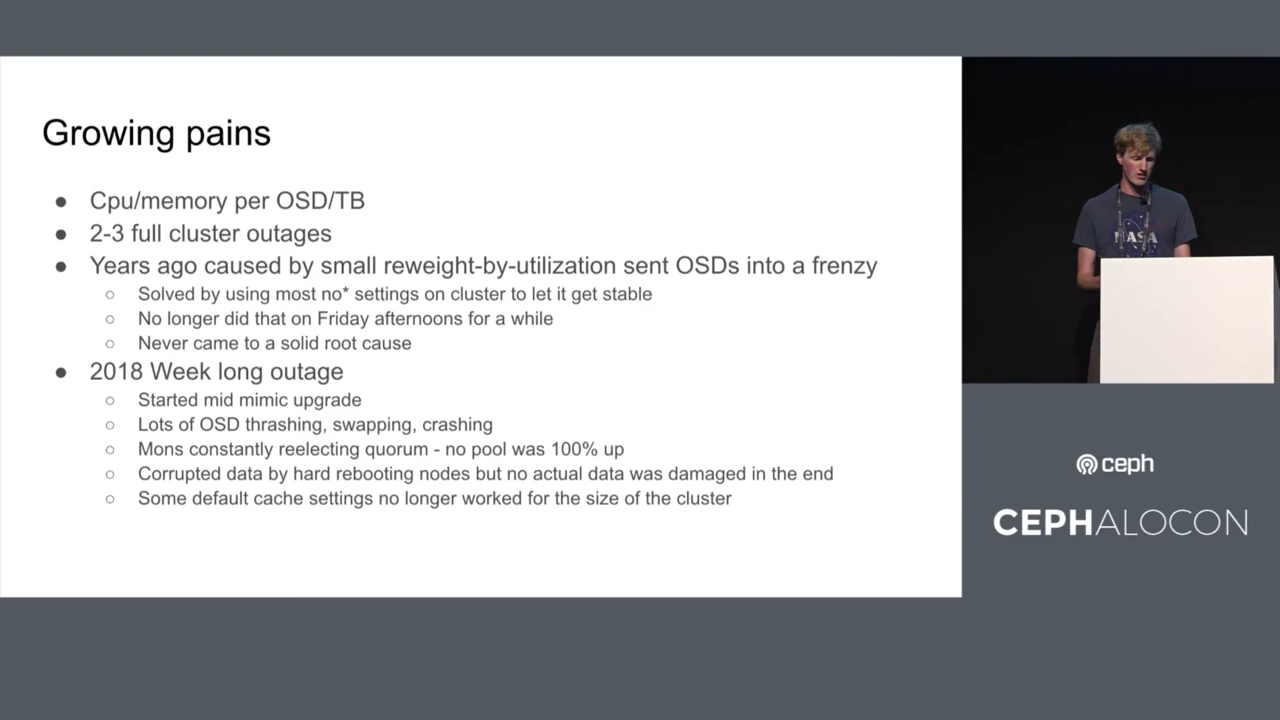 Growing pains
● Cpu/memory per OSD/TB
● 2-3 full cluster outages
● Years ago caused by small reweight-by-utilization sent OSDs into a frenzy
○ Solved by using most no* settings on cluster to let it get stable
○ No longer did that on Friday afternoons for a while
○ Never came to a solid root cause
● 2018 Week long outage
○ Started mid mimic upgrade
○ Lots of OSD thrashing, swapping, crashing
○ Mons constantly reelecting quorum - no pool was 100% up
○ Corrupted data by hard rebooting nodes but no actual data was damaged in the end
○ Some default cache settings no longer worked for the size of the cluster
NASA
ceph
CEPHALOCON